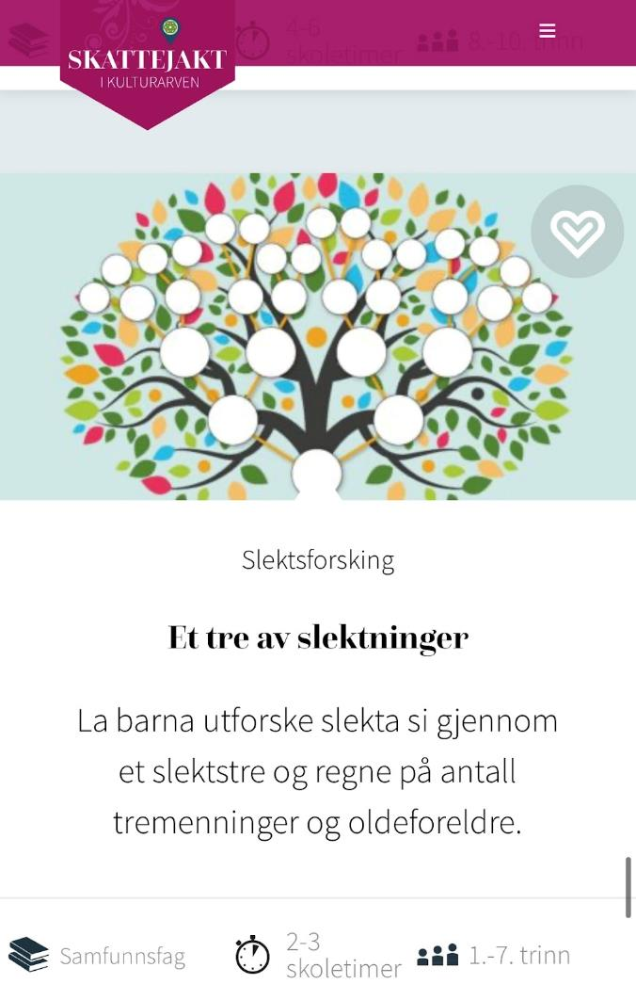 4-6
skoletimer
8.-10. trinn
SKATTEJAKT
I KULTURARVEN
Slektsforsking
Et tre av slektninger
La barna utforske slekta si gjennom
et slektstre og regne på antall
tremenninger og oldeforeldre.
Samfunnsfag
2-3
skoletimer
1.-7. trinn